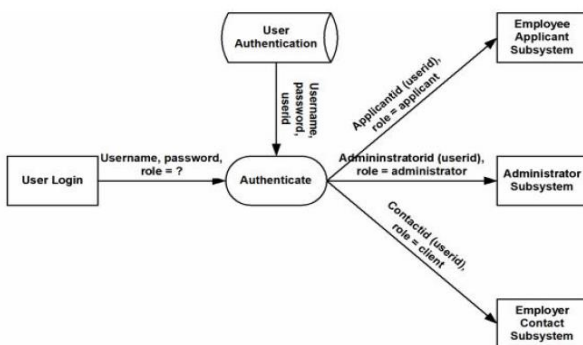 User
Authentication
Employee
Applicant
Subsystem
Username,
password,
userid
Applicantid (userid),
role = applicant
User Login
Username, password,
role = ?
Authenticate
Admininstratorid (userid),
role = administrator
Administrator
Subsystem
Contactid (userid),
role = client
Employer
Contact
Subsystem